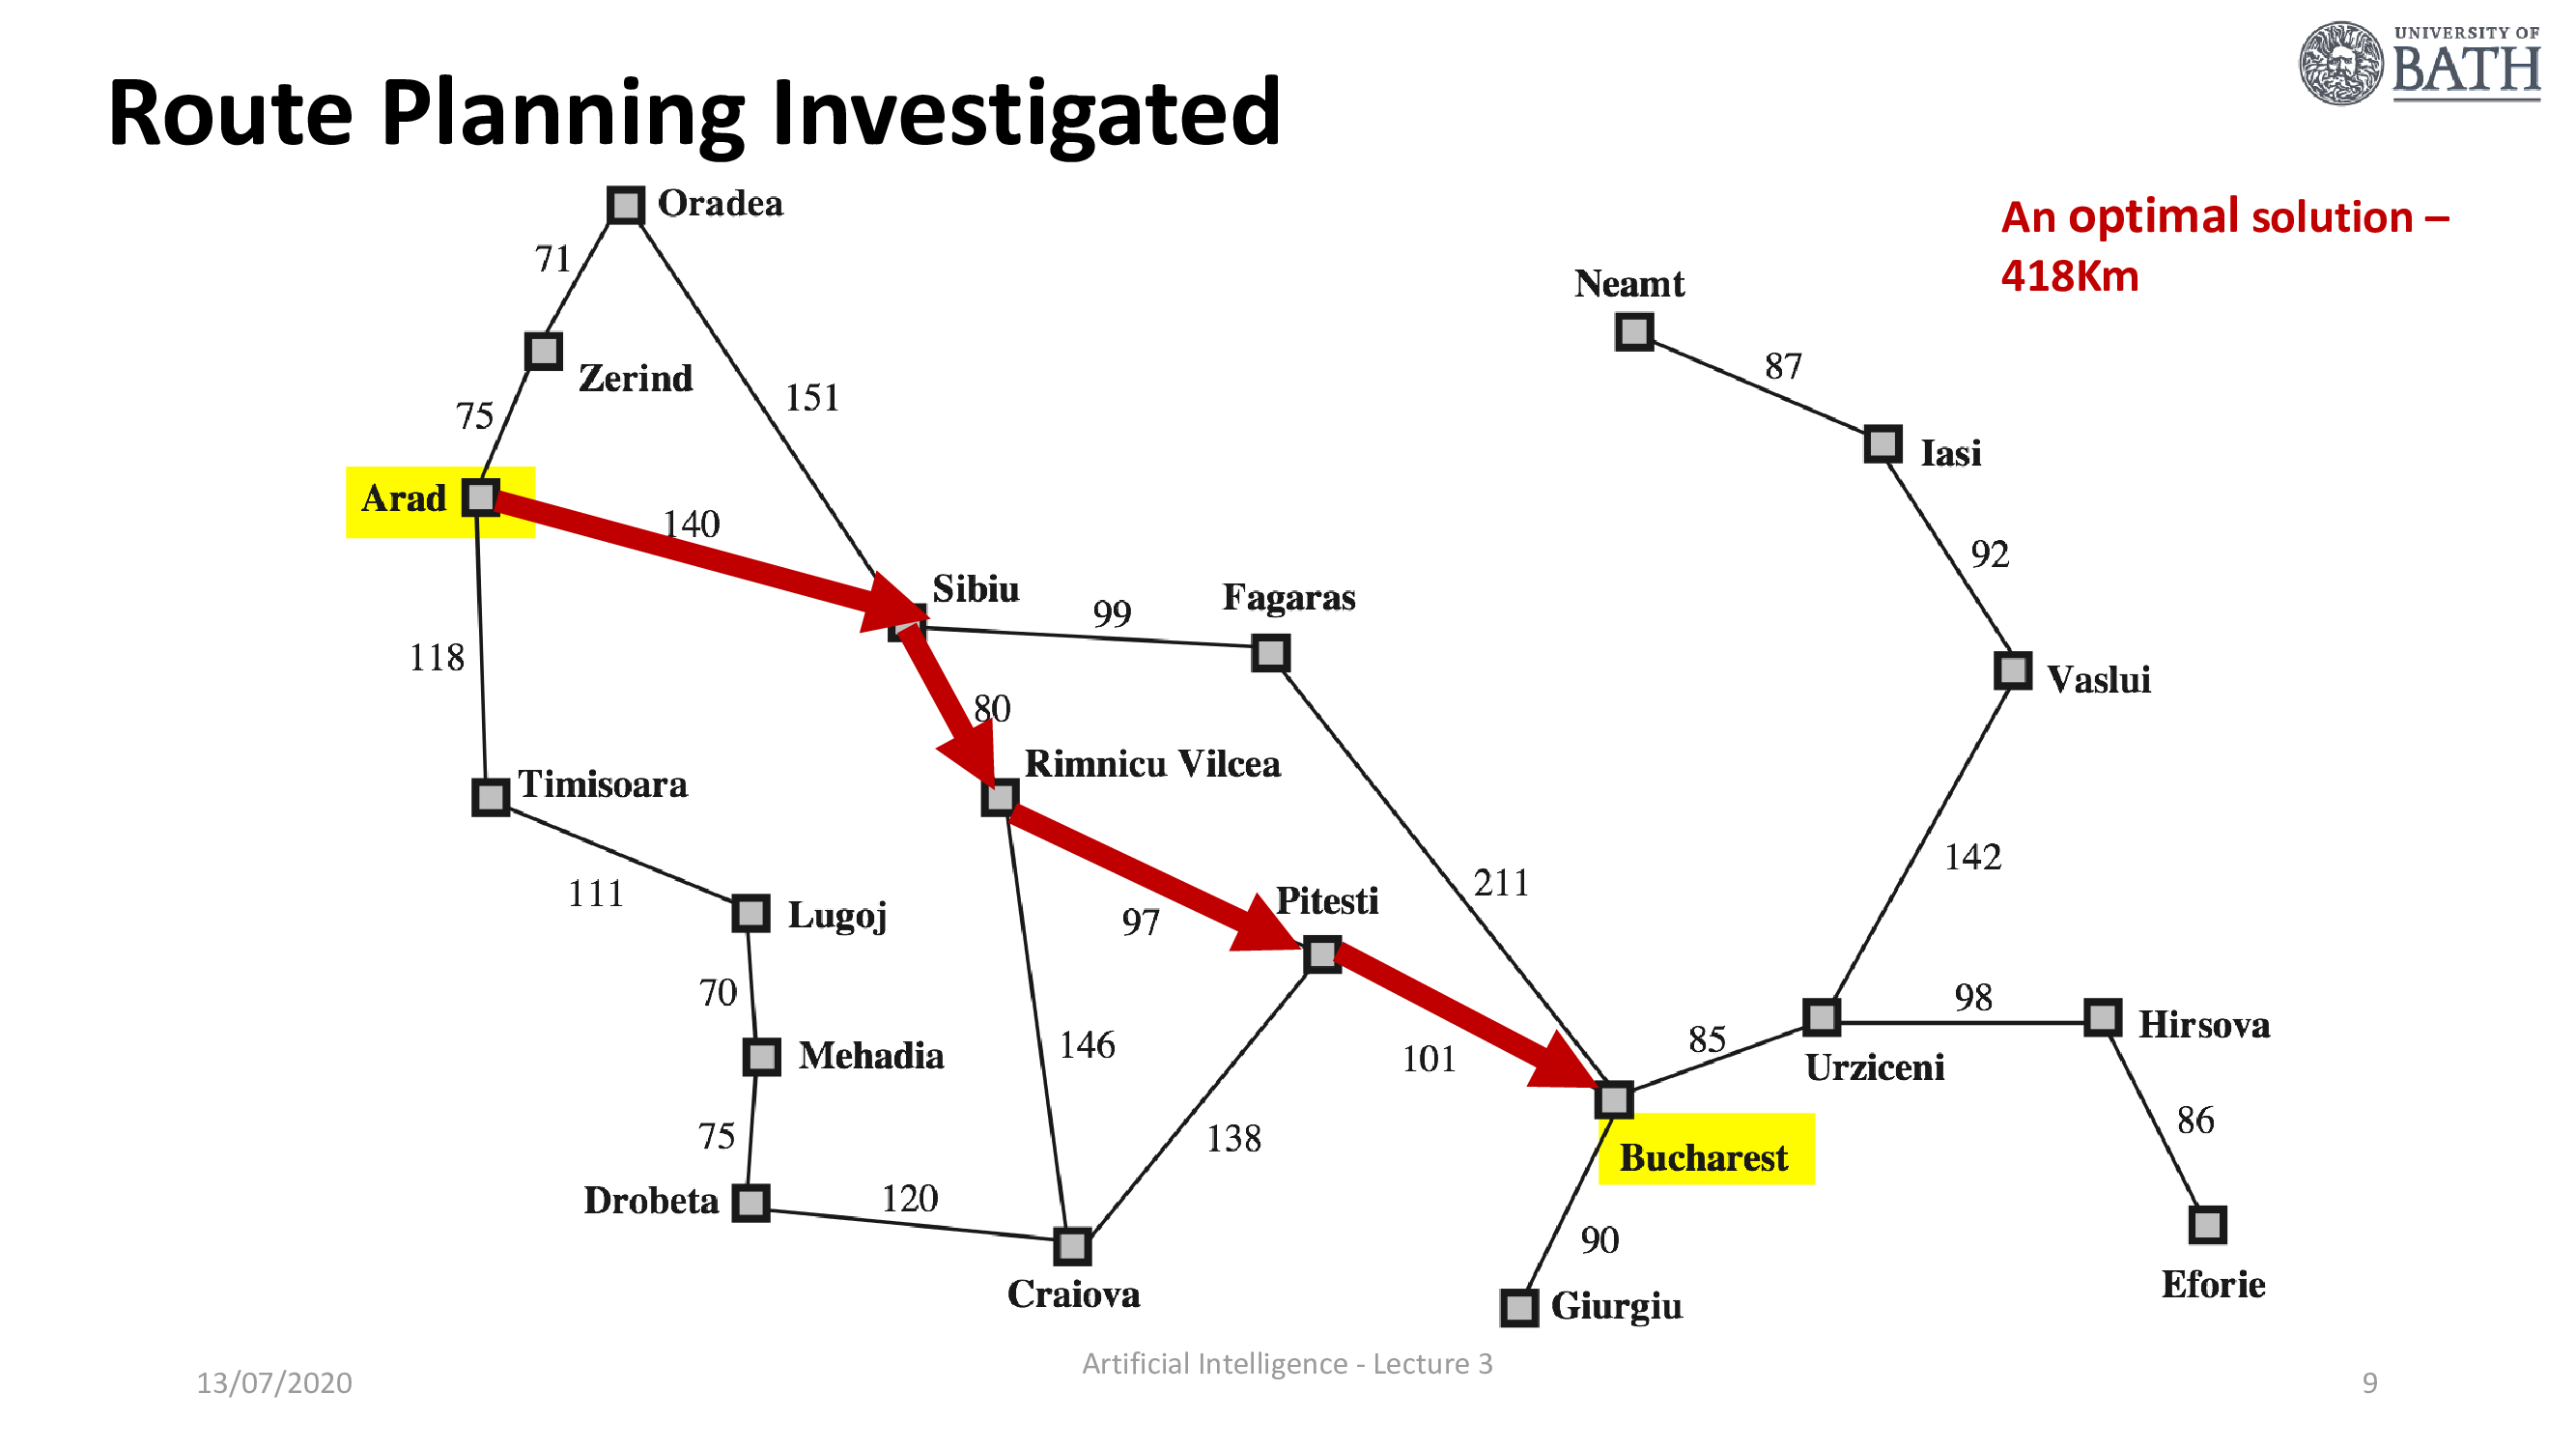 UNIVERSITY OF
BATH
Route Planning Investigated
An optimal solution –
418Km
Oradea
71
Neamt
87
Zerind
151
75
Iasi
Arad
140
92
Sibiu
99
Fagaras
118
Vaslui
80
Rimnicu Vilcea
Timisoara
142
211
111
Pitesti
Lugoj
97
70
98
Hirsova
146
85
Mehadia
101
Urziceni
86
75
138
Bucharest
Drobeta
120
90
Eforie
Craiova
Giurgiu
13/07/2020
Artificial Intelligence - Lecture 3
9